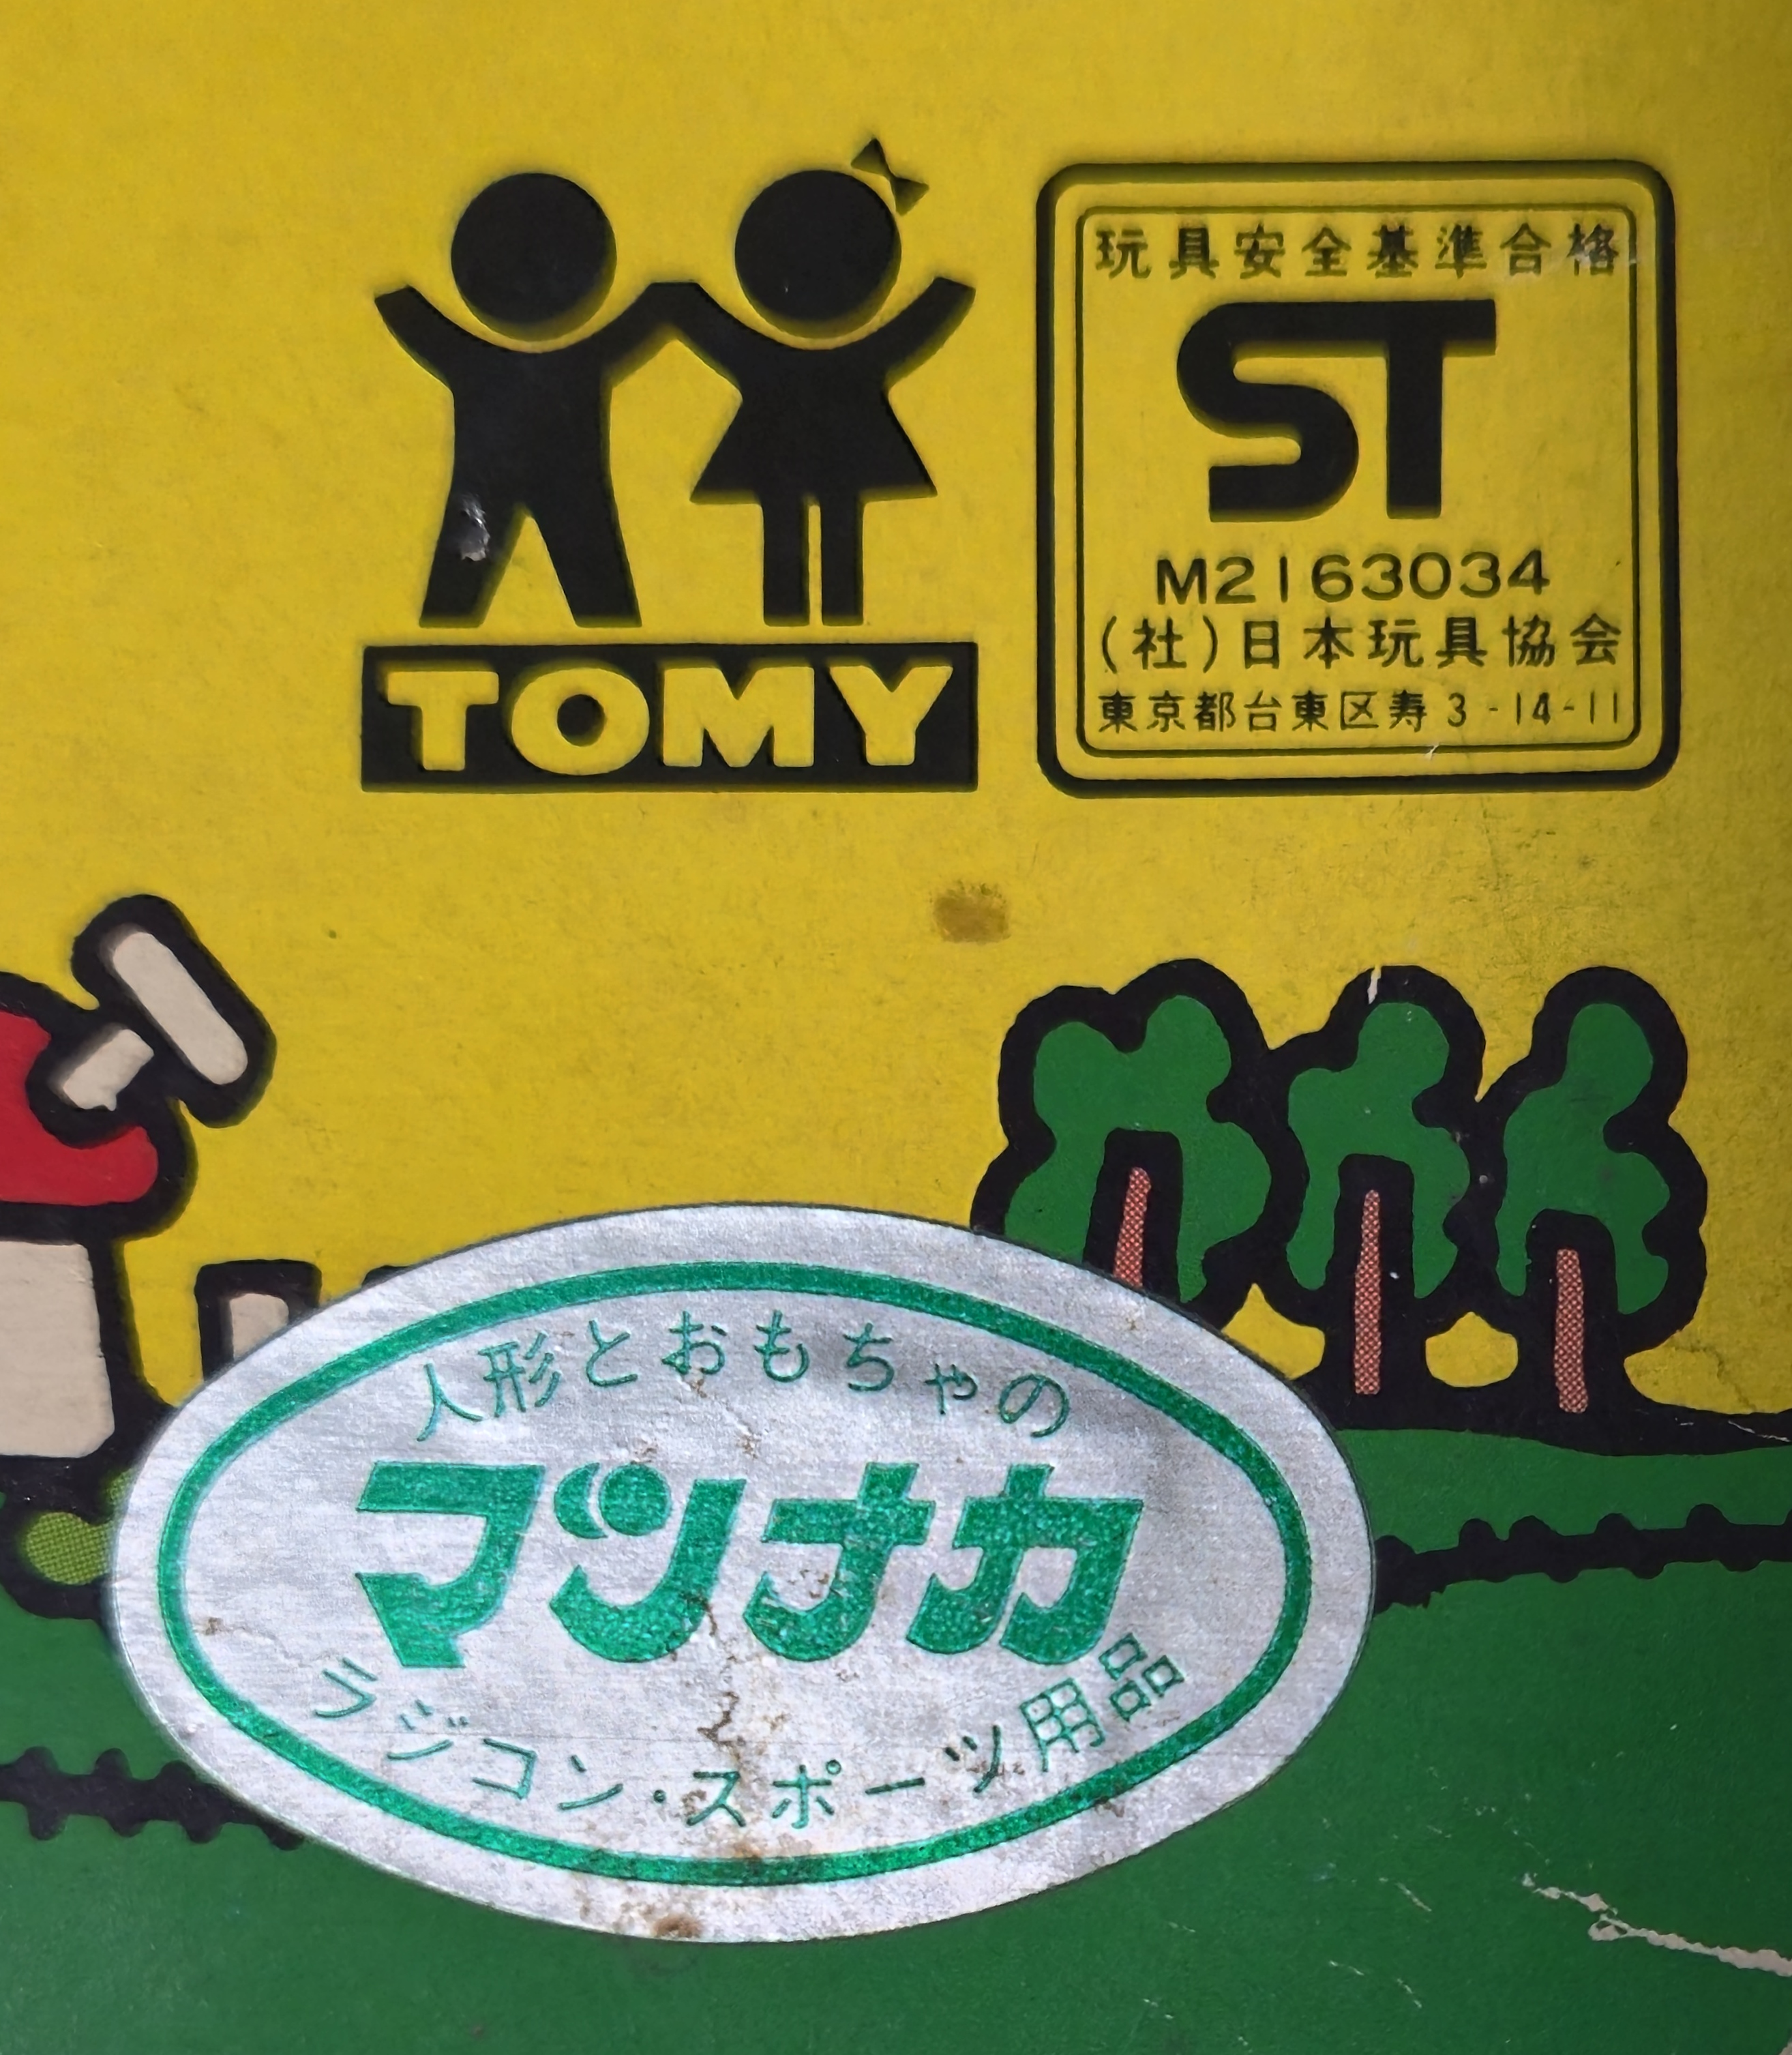 TOMY
玩具安全基準合格
ST
M2163034
(社)日本玩具協会
東京都台東区寿3-14-11
人形とおもちゃの
マツナカ
ラジコン・スポーツ用品